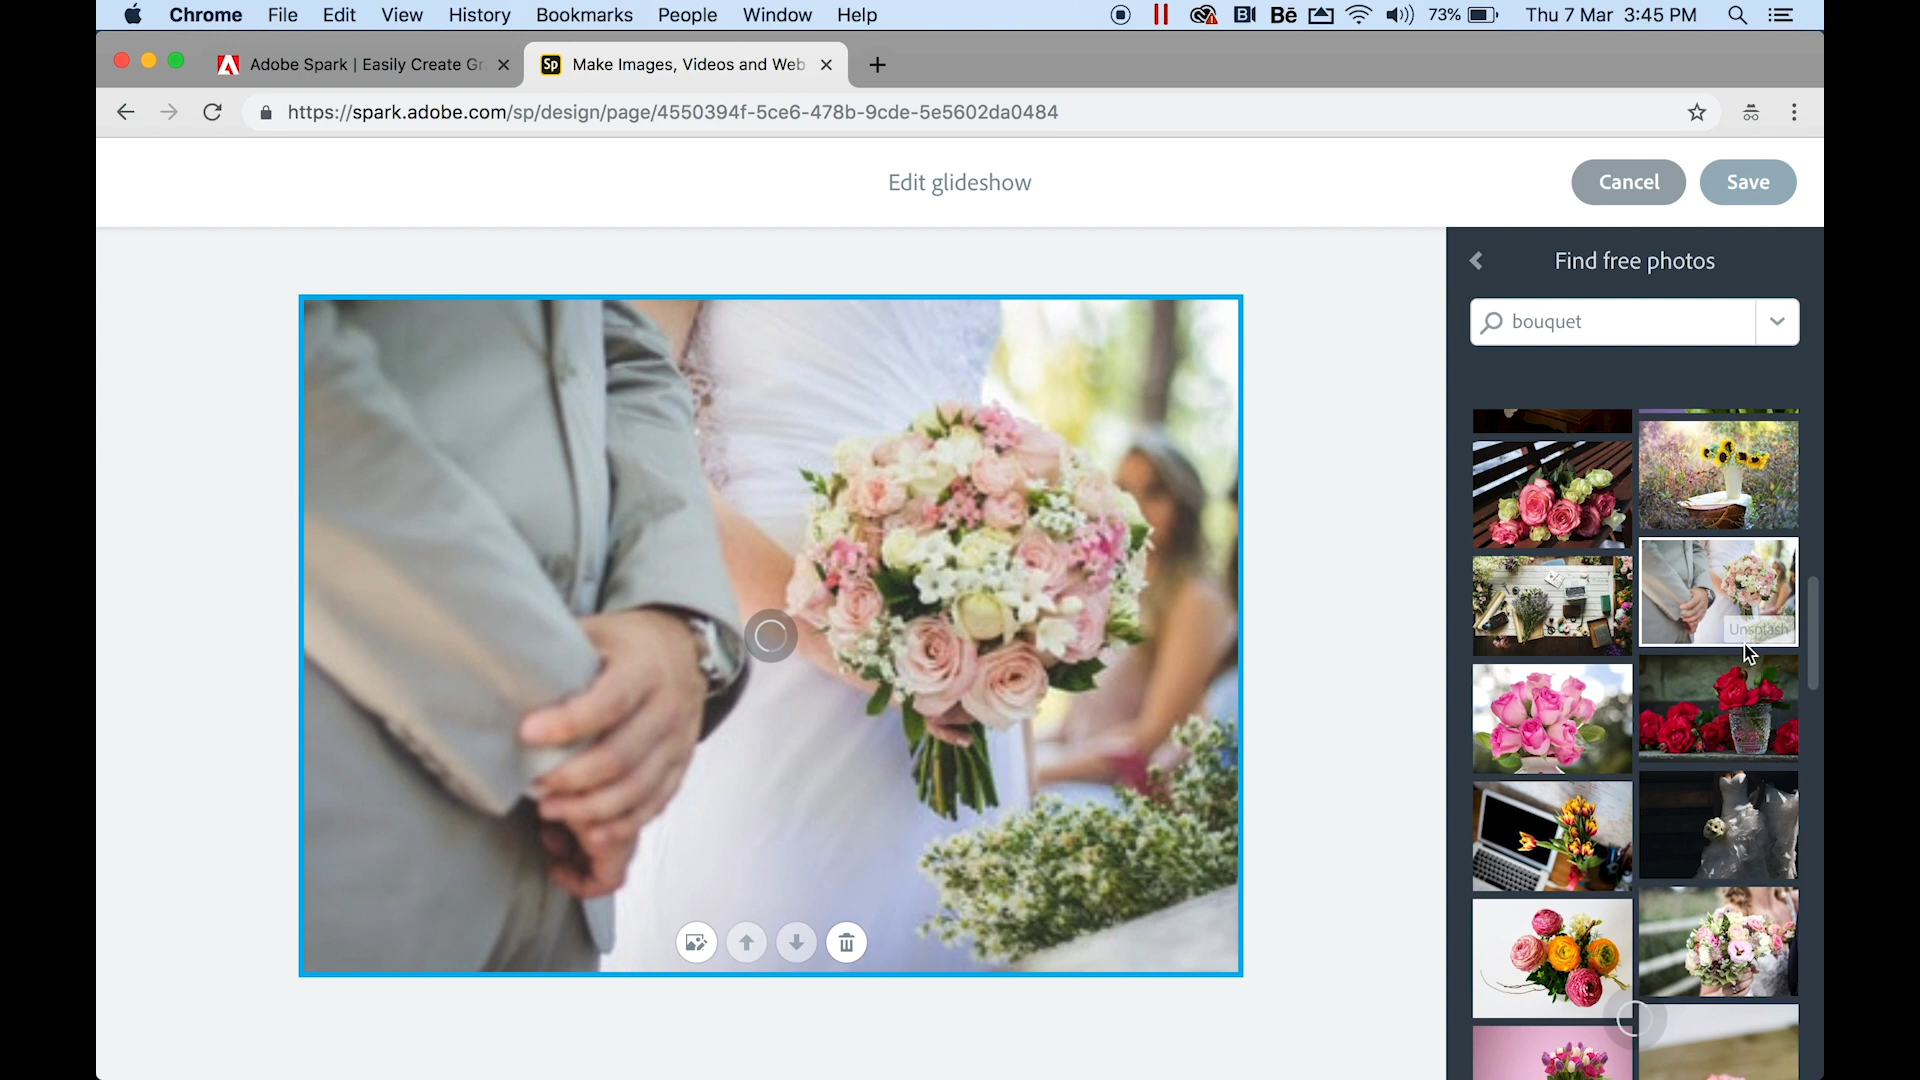 Chrome File Edit View History Bookmarks People Window Help Bē 73% Thu 7 Mar 3:45 PM
Adobe Spark | Easily Create Gr Sp Make Images, Videos and Web
https://spark.adobe.com/sp/design/page/4550394f-5ce6-478b-9cde-5e5602da0484
Edit glideshow
Cancel
Save
Find free photos
bouquet
Unsplash